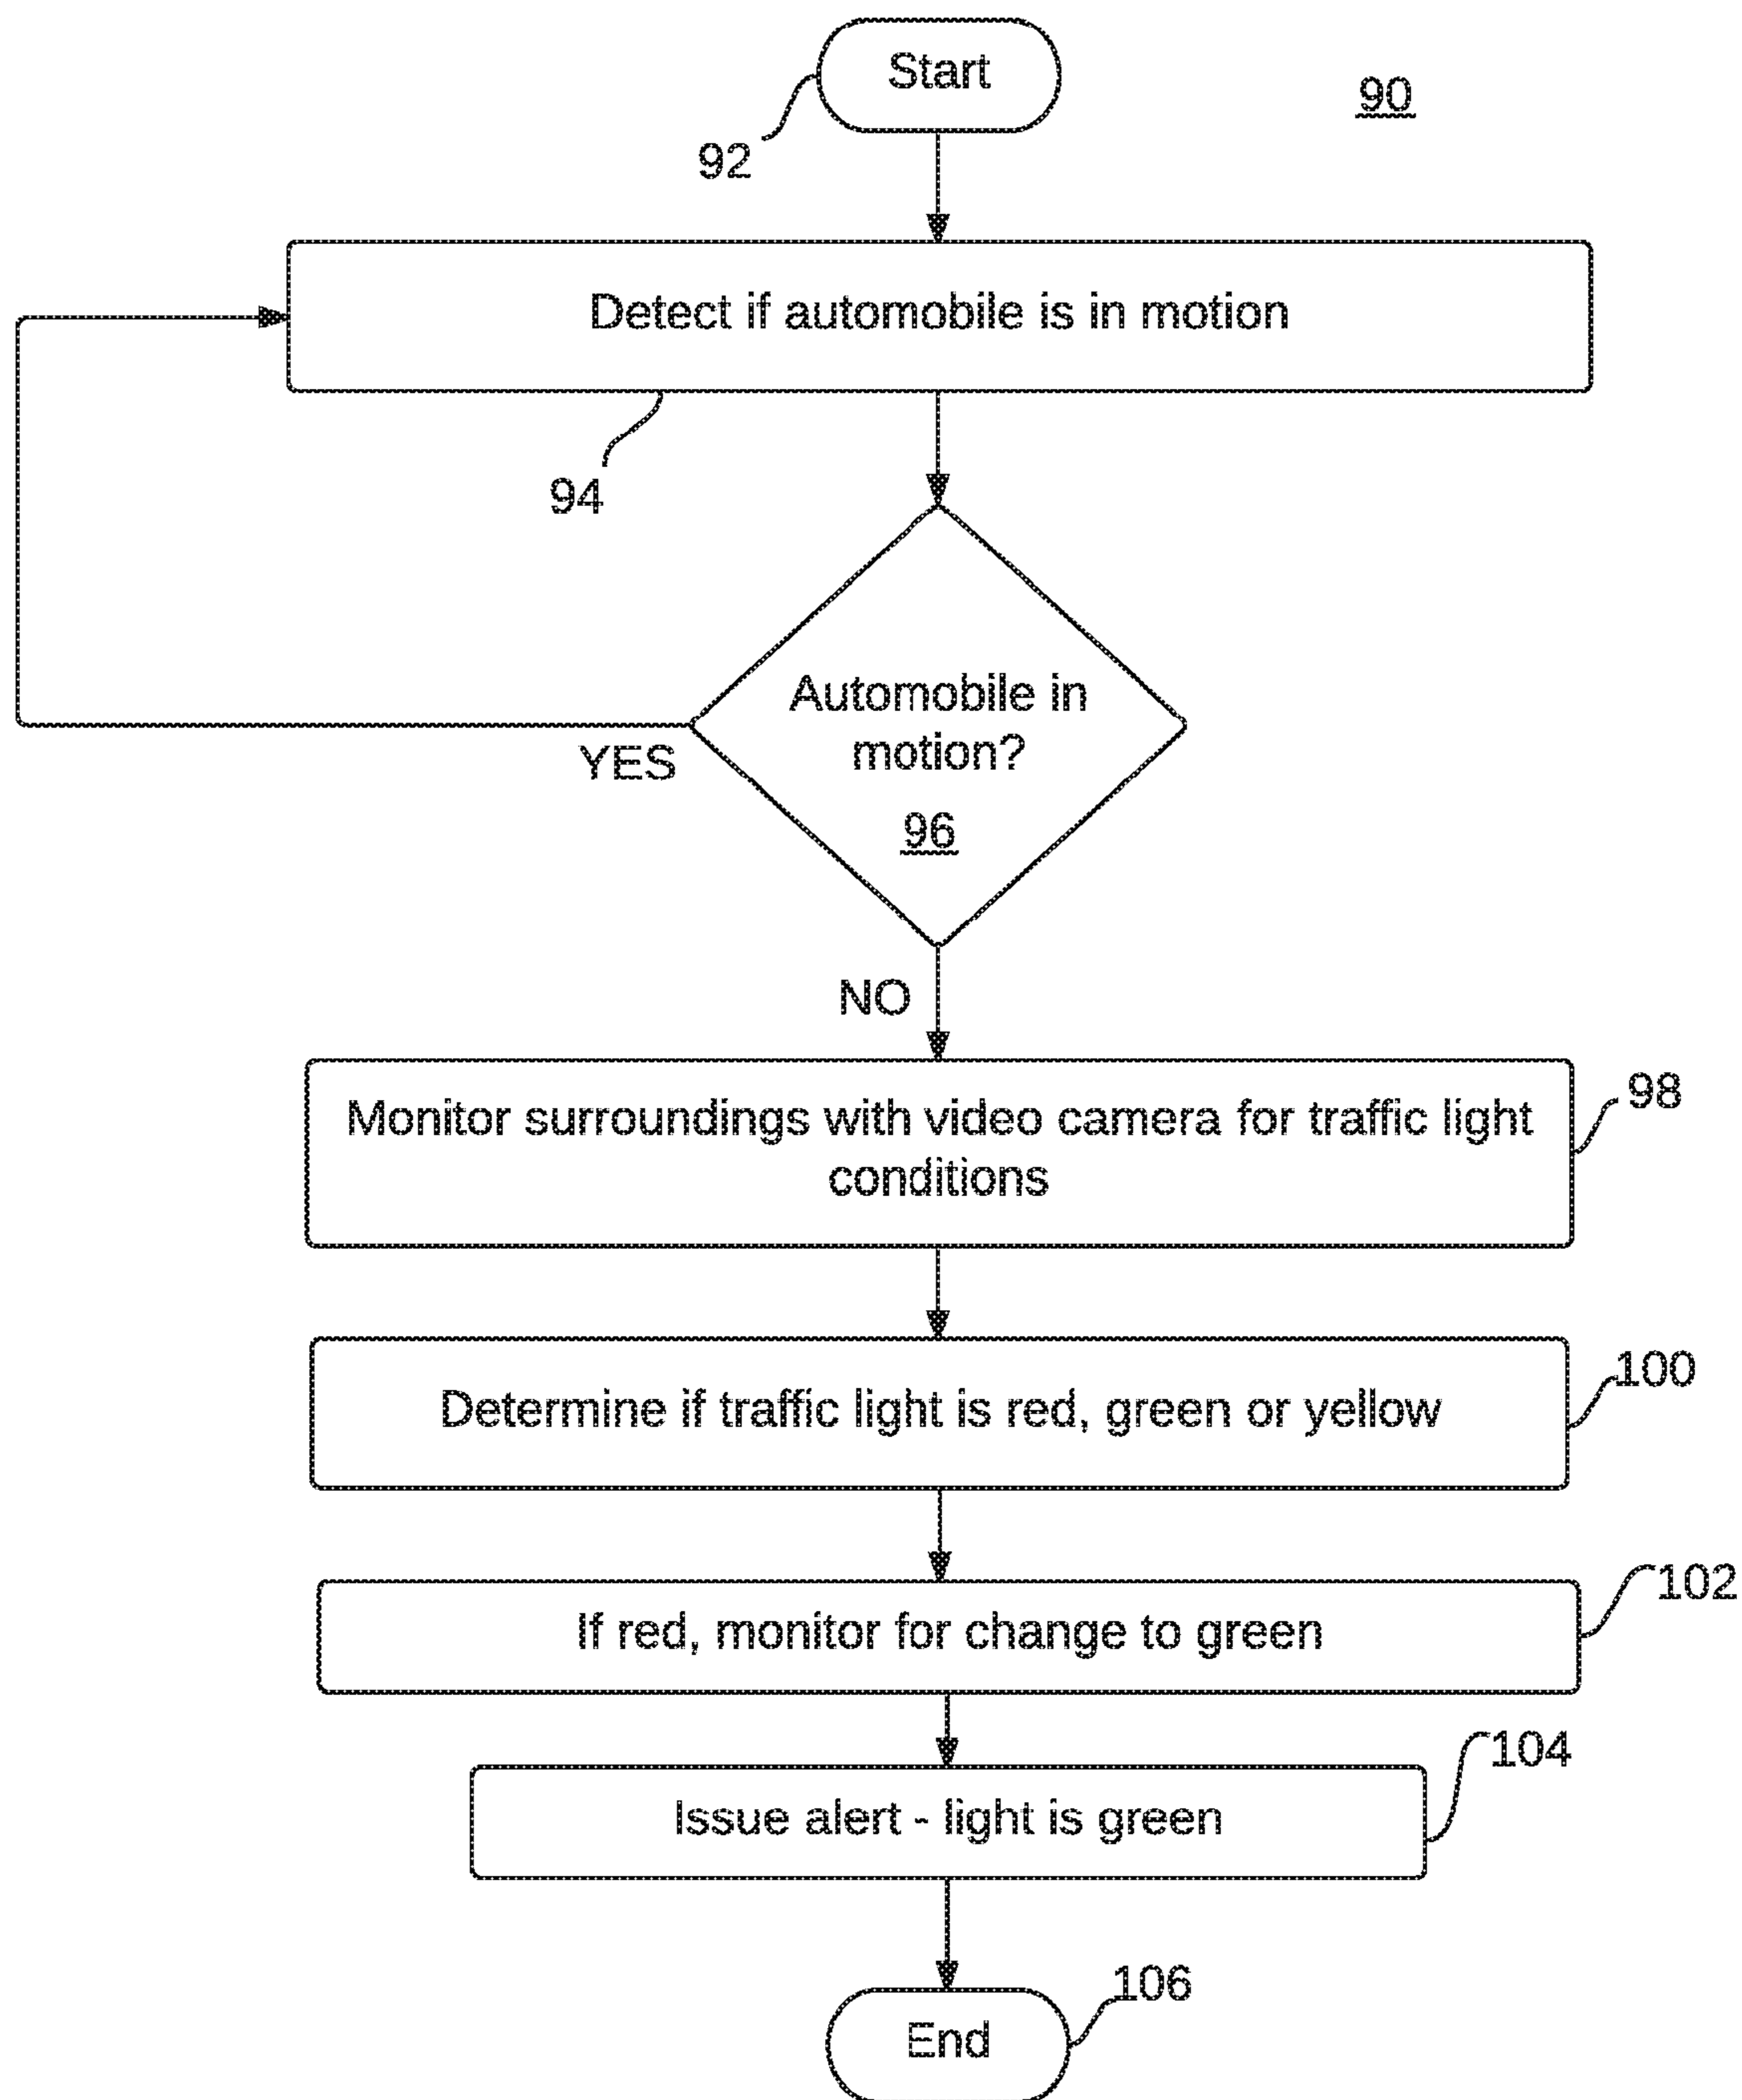 Start
90
92
Detect if automobile is in motion
94
Automobile in
motion?
96
YES
NO
Monitor surroundings with video camera for traffic light
conditions
98
Determine if traffic light is red, green or yellow
100
If red, monitor for change to green
102
Issue alert - light is green
104
End
106